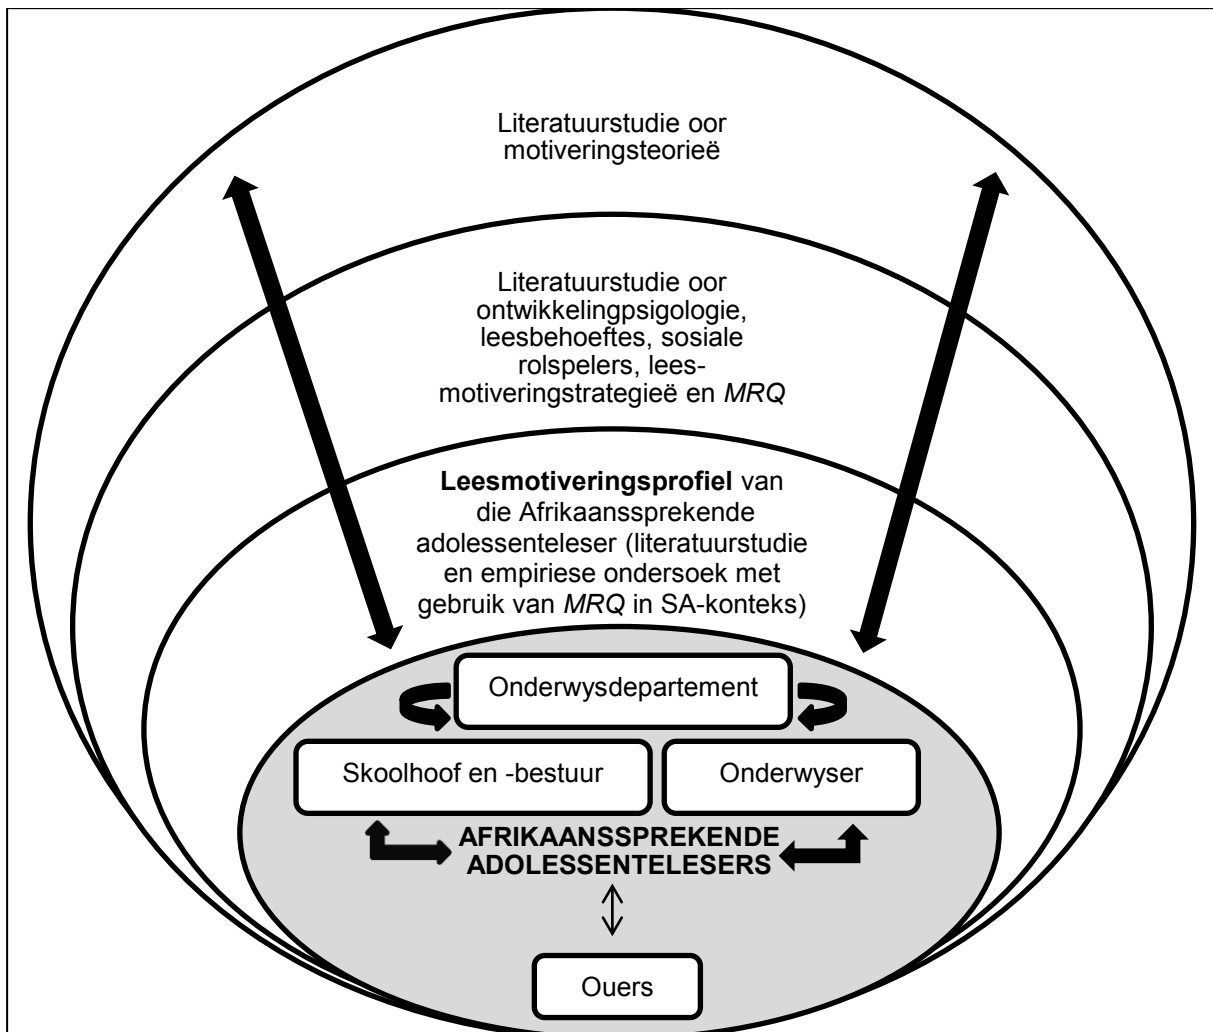 Literatuurstudie oor
motiveringsteorieë
Literatuurstudie oor
ontwikkelingpsigologie,
leesbehoeftes, sosiale
rolspelers, lees-
motiveringstrategieë en MRQ
Leesmotiveringsprofiel van
die Afrikaanssprekende
adolessenteleser (literatuurstudie
en empiriese ondersoek met
gebruik van MRQ in SA-konteks)
Onderwysdepartement
Skoolhoof en -bestuur
Onderwyser
AFRIKAANSSPREKENDE
ADOLESSENTELESERS
Ouers